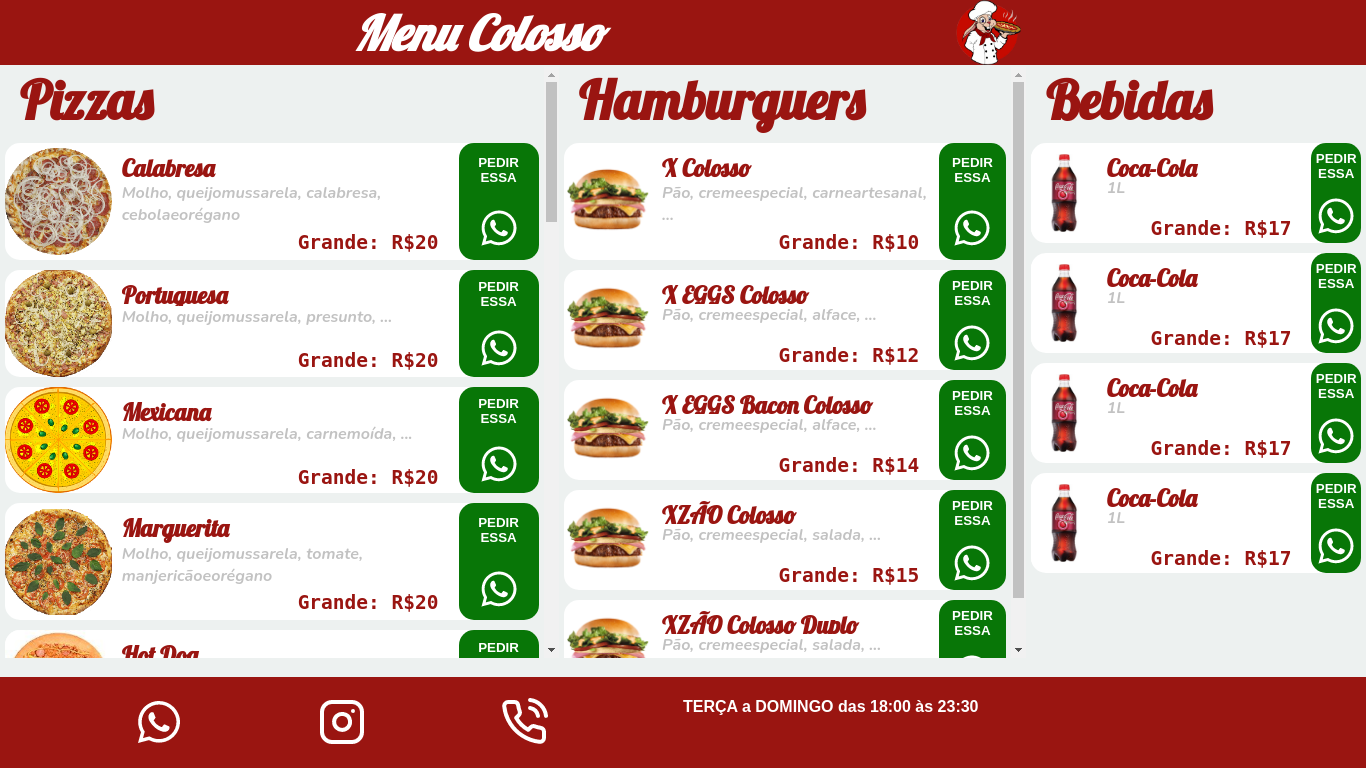 Menu Colosso
Pizzas
Calabresa
Molho, queijomussarela, calabresa,
cebolaeorégano
Grande: R$20
PEDIR
ESSA
Portuguesa
Molho, queijomussarela, presunto, ...
Grande: R$20
PEDIR
ESSA
Mexicana
Molho, queijomussarela, carnemoída, ...
Grande: R$20
PEDIR
ESSA
Marguerita
Molho, queijomussarela, tomate,
manjericãoeorégano
Grande: R$20
PEDIR
ESSA
Hot Dog
PEDIR
Hamburguers
X Colosso
Pão, cremeespecial, carneartesanal,
...
Grande: R$10
PEDIR
ESSA
X EGGS Colosso
Pão, cremeespecial, alface, ...
Grande: R$12
PEDIR
ESSA
X EGGS Bacon Colosso
Pão, cremeespecial, alface, ...
Grande: R$14
PEDIR
ESSA
XZÃO Colosso
Pão, cremeespecial, salada, ...
Grande: R$15
PEDIR
ESSA
XZÃO Colosso Duplo
Pão, cremeespecial, salada, ...
PEDIR
ESSA
Bebidas
Coca-Cola
1L
Grande: R$17
PEDIR
ESSA
Coca-Cola
1L
Grande: R$17
PEDIR
ESSA
Coca-Cola
1L
Grande: R$17
PEDIR
ESSA
Coca-Cola
1L
Grande: R$17
PEDIR
ESSA
TERÇA a DOMINGO das 18:00 às 23:30